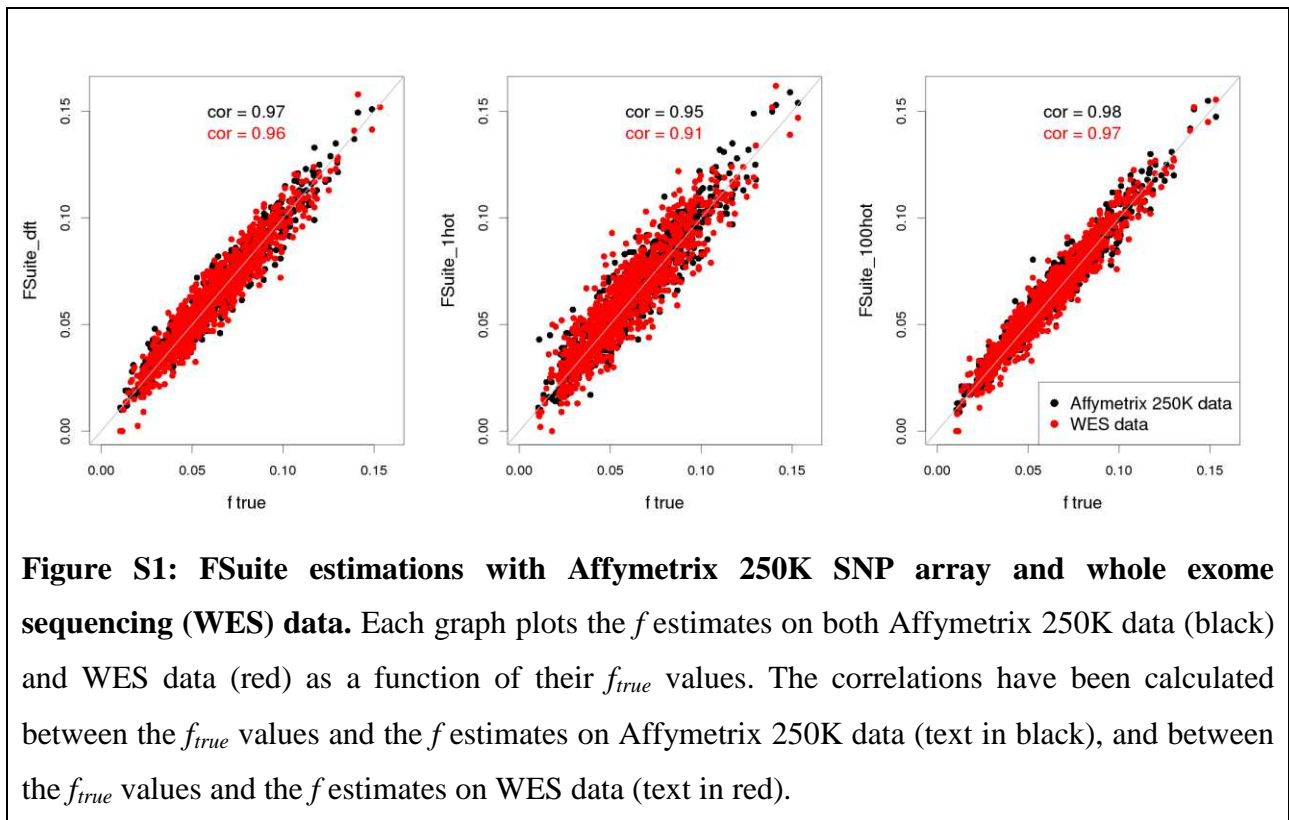 cor = 0.97
cor = 0.96
FSuite_dft
0.00 0.05 0.10 0.15
0.00 0.05 0.10 0.15
f true
cor = 0.95
cor = 0.91
FSuite_1hot
0.00 0.05 0.10 0.15
0.00 0.05 0.10 0.15
f true
cor = 0.98
cor = 0.97
FSuite_100hot
0.00 0.05 0.10 0.15
Affymetrix 250K data
WES data
0.00 0.05 0.10 0.15
f true
Figure S1: FSuite estimations with Affymetrix 250K SNP array and whole exome
sequencing (WES) data. Each graph plots the f estimates on both Affymetrix 250K data (black)
and WES data (red) as a function of their ftrue values. The correlations have been calculated
between the ftrue values and the f estimates on Affymetrix 250K data (text in black), and between
the ftrue values and the f estimates on WES data (text in red).